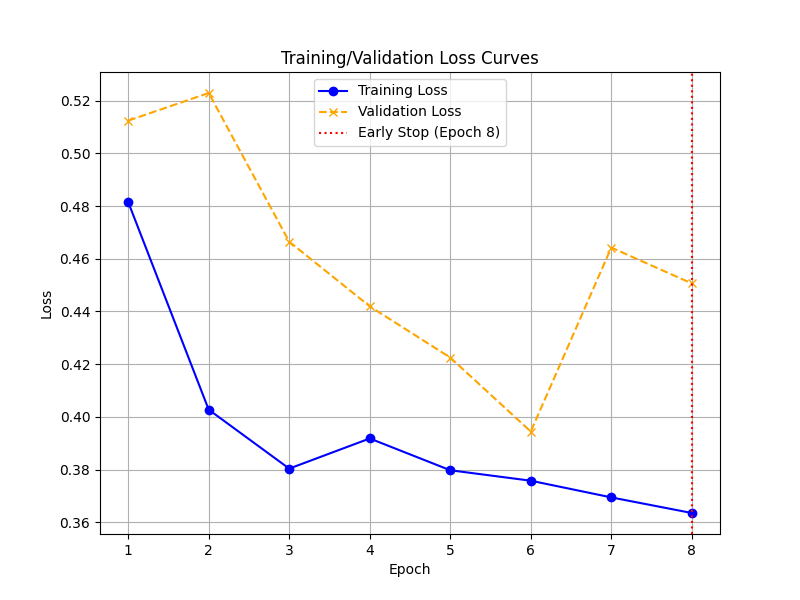 Training/Validation Loss Curves
Training Loss
Validation Loss
Early Stop (Epoch 8)
Loss
0.52
0.50
0.48
0.46
0.44
0.42
0.40
0.38
0.36
1 2 3 4 5 6 7 8
Epoch